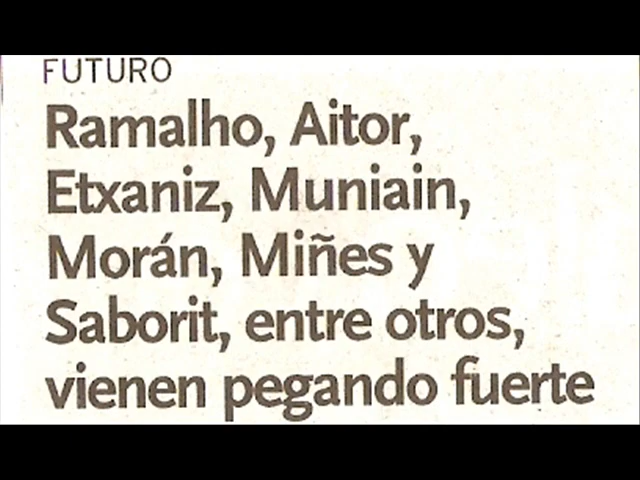 FUTURO
Ramalho, Aitor,
Etxaniz, Muniain,
Morán, Miñes y
Saborit, entre otros,
vienen pegando fuerte